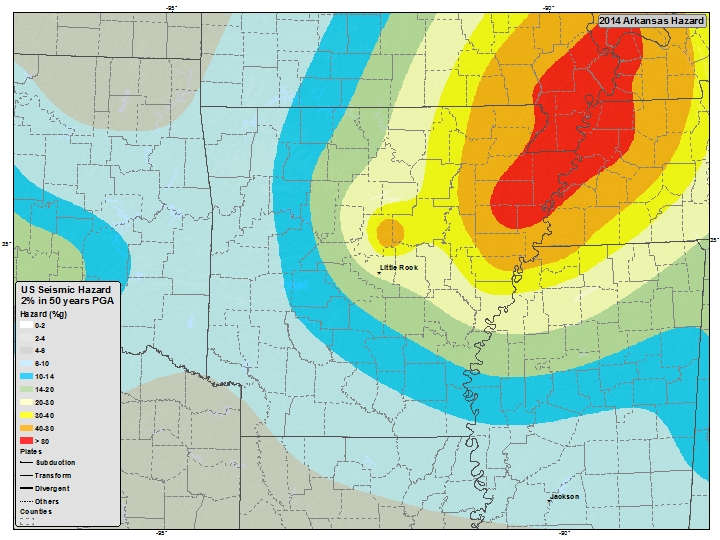 -95°
-90°
2014 Arkansas Hazard
35°
35°
Little Rock
US Seismic Hazard
2% in 50 years PGA
Hazard (%g)
0-2
2-4
4-6
6-10
10-14
14-20
20-30
30-40
40-80
> 80
Plates
Subduction
Transform
Divergent
Others
Counties
Jackson
-95°
-90°